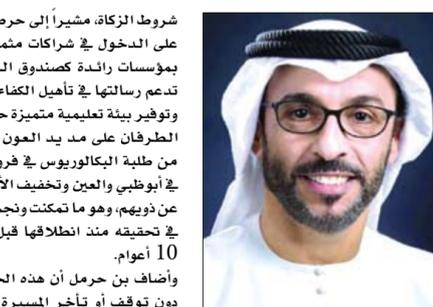 شروط الزكاة، مشيراً إلى حرص
على الدخول في شراكات مثم
بمؤسسات رائدة كصندوق ال
تدعم رسالتها في تأهيل الكفاء
وتوفير بيئة تعليمية متميزة ح
الطرفان على مد يد العون
من طلبة البكالوريوس في فرو
في أبوظبي والعين وتخفيف الأ
عن ذويهم، وهو ما تمكنت ونجح
في تحقيقه منذ انطلاقها قبل
10 أعوام.
وأضاف بن حرمل أن هذه الح
دون توقف أو تأخر المسيرة